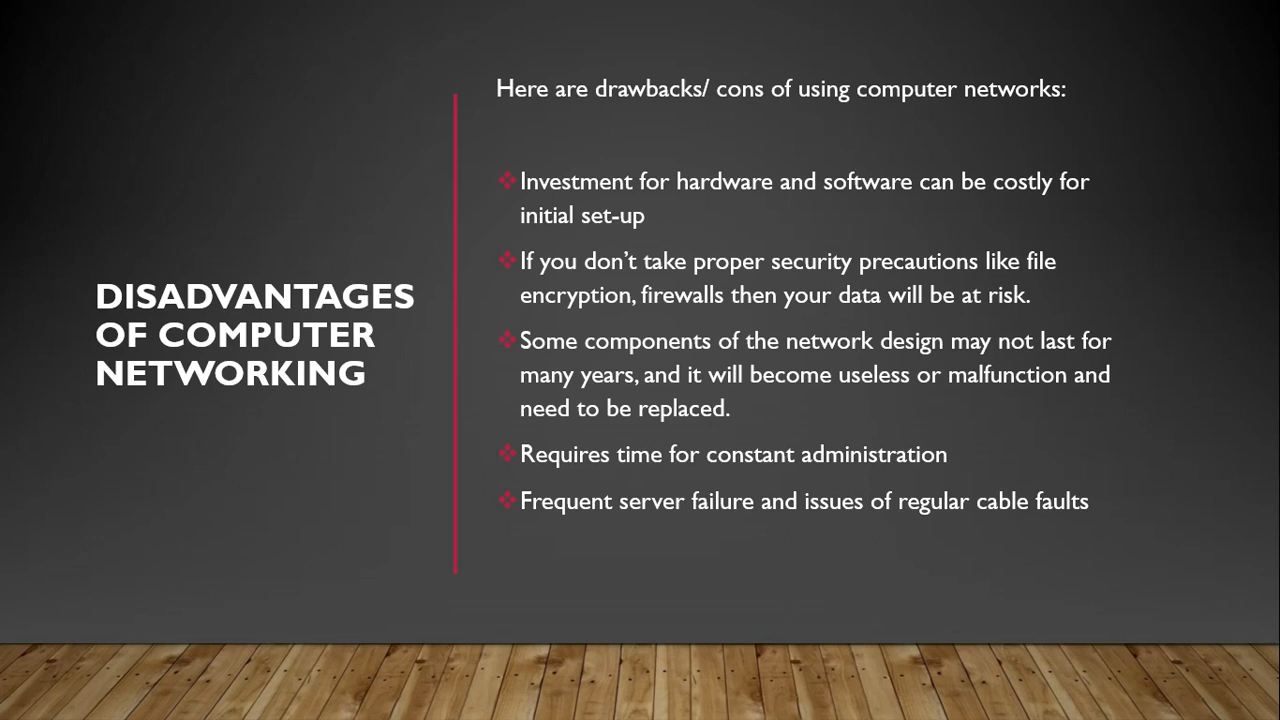 DISADVANTAGES
OF COMPUTER
NETWORKING
Here are drawbacks/ cons of using computer networks:
Investment for hardware and software can be costly for
initial set-up
If you don’t take proper security precautions like file
encryption, firewalls then your data will be at risk.
Some components of the network design may not last for
many years, and it will become useless or malfunction and
need to be replaced.
Requires time for constant administration
Frequent server failure and issues of regular cable faults